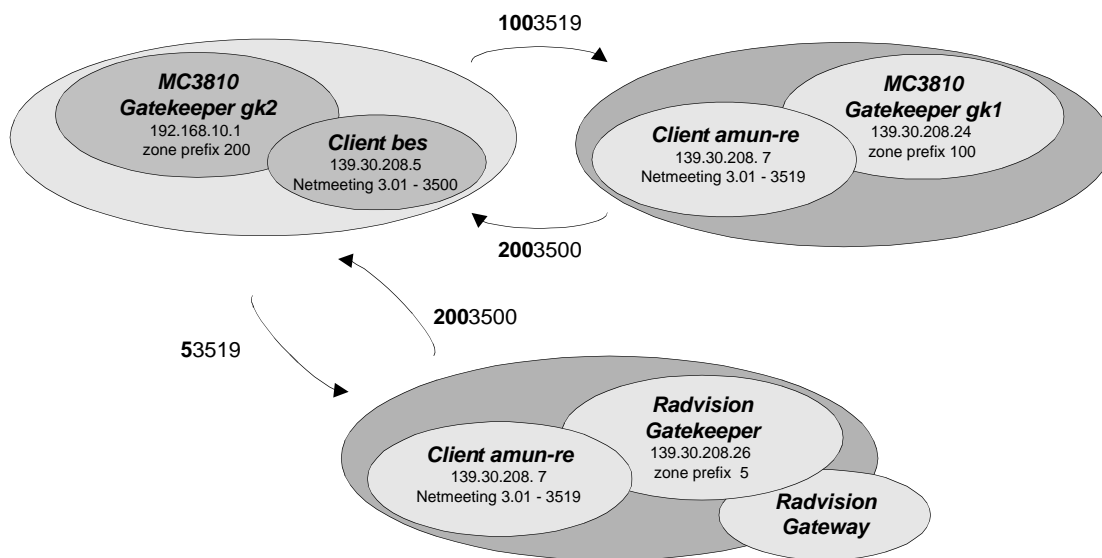 1003519
MC3810
Gatekeeper gk2
192.168.10.1
zone prefix 200
Client bes
139.30.208.5
Netmeeting 3.01 - 3500
MC3810
Gatekeeper gk1
139.30.208.24
zone prefix 100
Client amun-re
139.30.208. 7
Netmeeting 3.01 - 3519
2003500
2003500
53519
Radvision
Gatekeeper
139.30.208.26
zone prefix  5
Client amun-re
139.30.208. 7
Netmeeting 3.01 - 3519
Radvision
Gateway